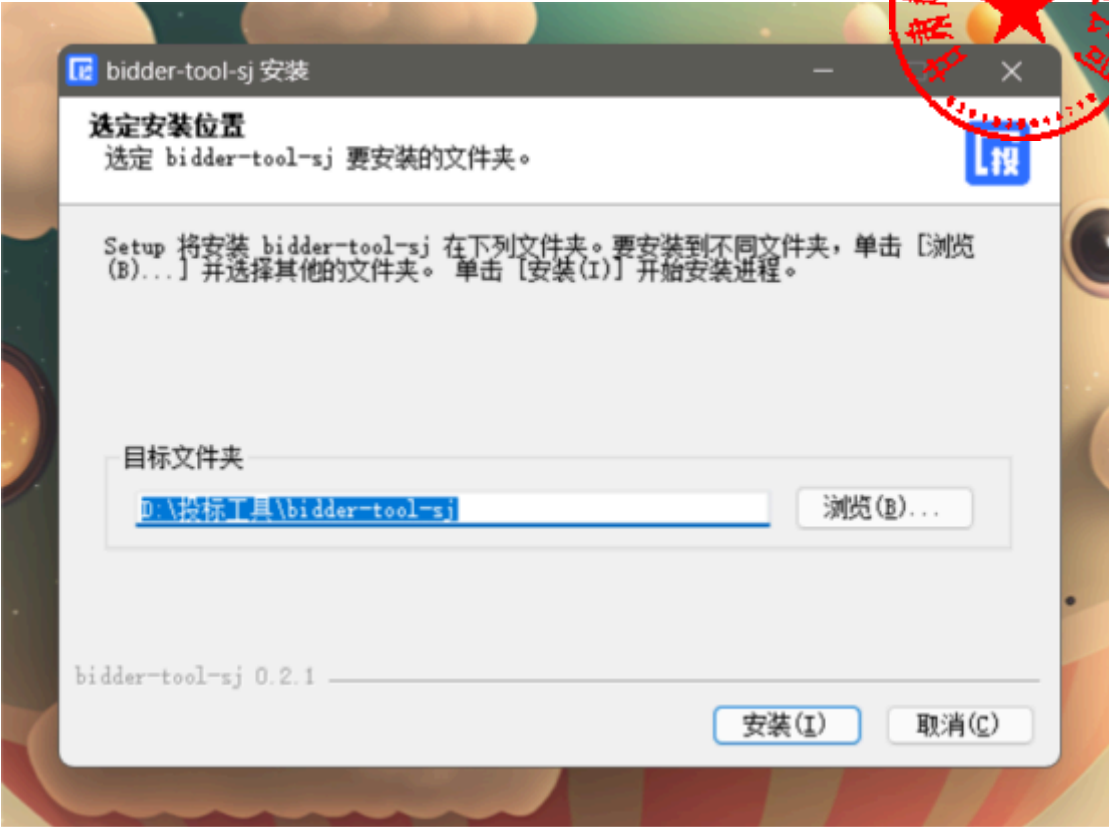 bidder-tool-sj 安装
选定安装位置
选定 bidder-tool-sj 要安装的文件夹。
投
Setup 将安装 bidder-tool-sj 在下列文件夹。要安装到不同文件夹，单击 [浏览
(B)...] 并选择其他的文件夹。 单击 [安装(I)] 开始安装进程。
目标文件夹
D:\投标工具\bidder-tool-sj
浏览(B)...
bidder-tool-sj 0.2.1
安装(I)
取消(C)